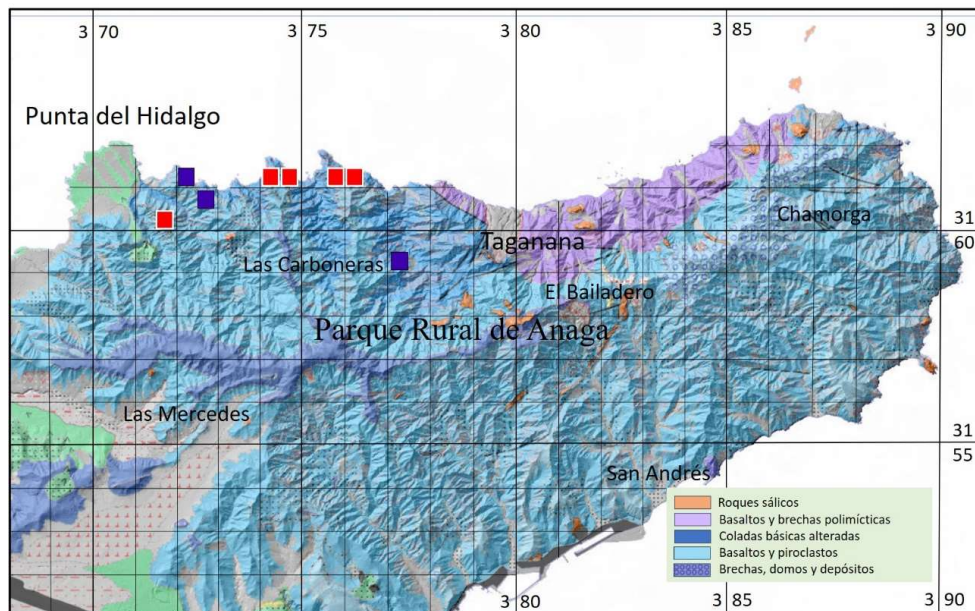 3 70
3 75
3 80
3 85
3 90
Punta del Hidalgo
Chamorga
31
60
Taganana
Las Carboneras
El Bailadero
Parque Rural de Anaga
Las Mercedes
31
55
San Andrés
Roques sálicos
Basaltos y brechas polimícticas
Coladas básicas alteradas
Basaltos y piroclastos
Brechas, domos y depósitos
3 80
3 85
3 90